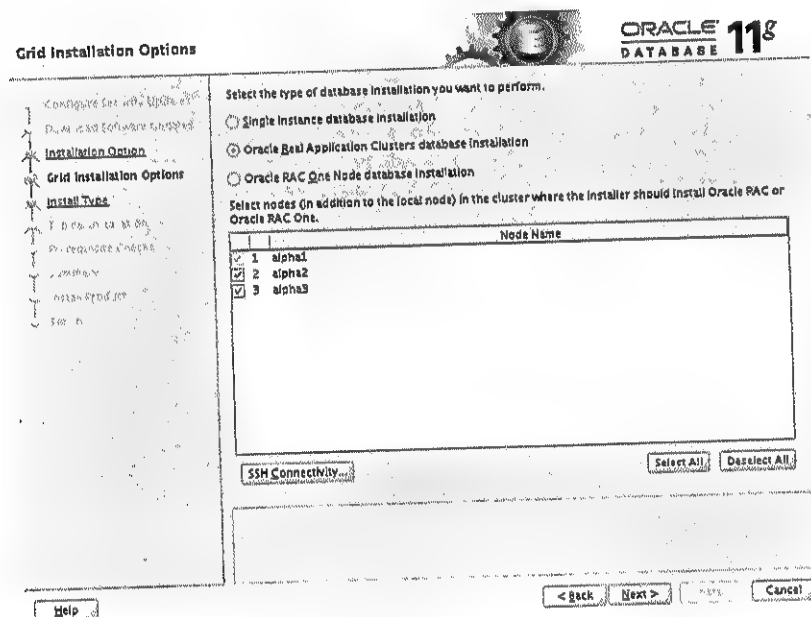 Grid Installation Options
ORACLE
DATABASE 11g
Installation Option
Grid Installation Options
Install Type
Select the type of database installation you want to perform.
Single instance database installation
Oracle Real Application Clusters database installation
Oracle RAC One Node database installation
Select nodes (in addition to the local node) in the cluster where the installer should install Oracle RAC or
Oracle RAC One.
Node Name
1 alpha1
2 alpha2
3 alpha3
SSH Connectivity...
Select All
Deselect All
Help
< Back
Next >
Cancel